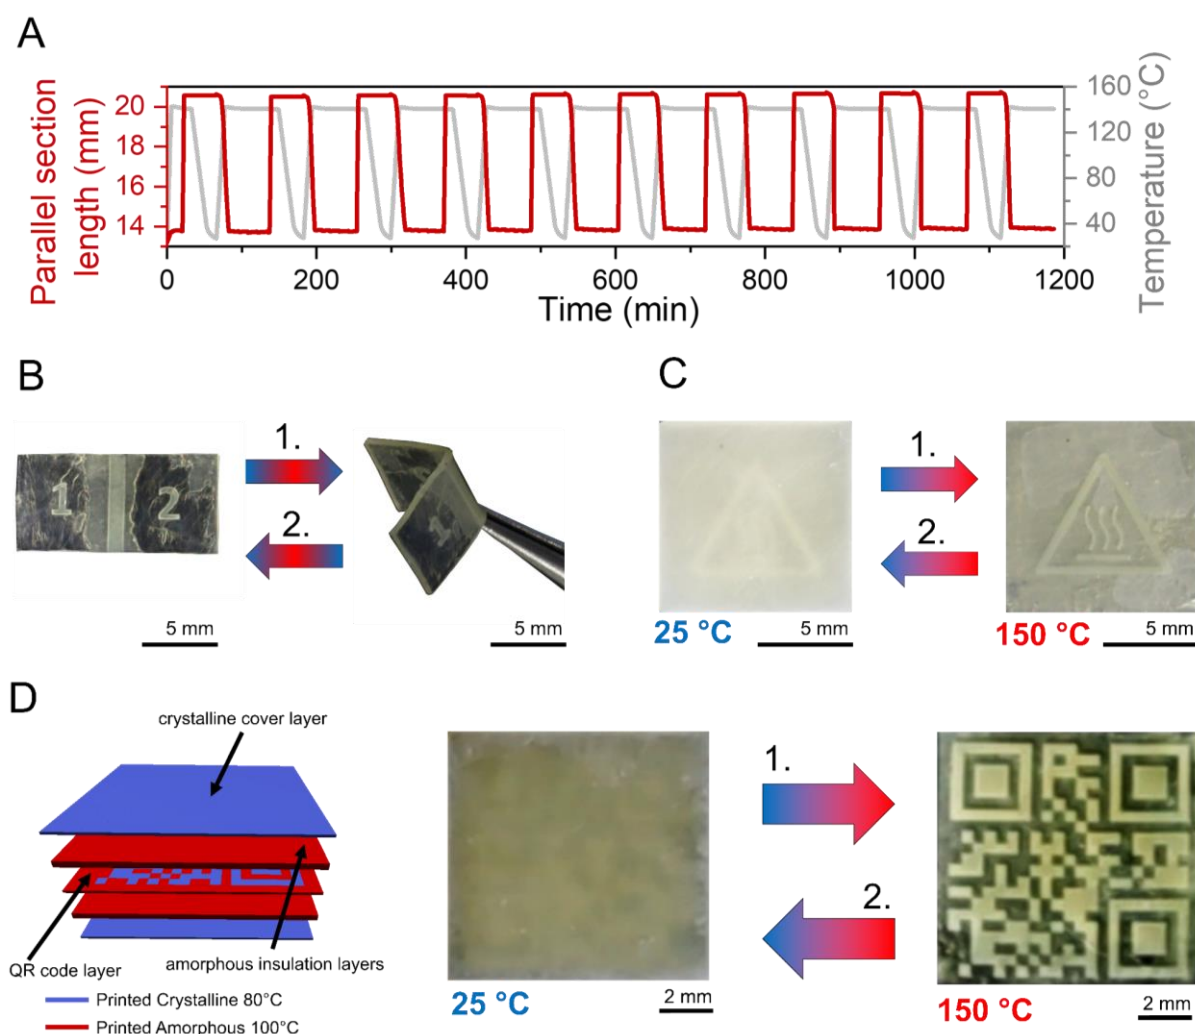 A
Parallel section
length (mm)
20
18
16
14
160
120
80
40
Temperature (°C)
0
200
400
600
800
1000
1200
Time (min)
B
1 2
1.
2.
5 mm
5 mm
C
1.
2.
25 °C
5 mm
150 °C
5 mm
D
crystalline cover layer
QR code layer
amorphous insulation layers
Printed Crystalline 80°C
Printed Amorphous 100°C
1.
2.
25 °C
2 mm
150 °C
2 mm